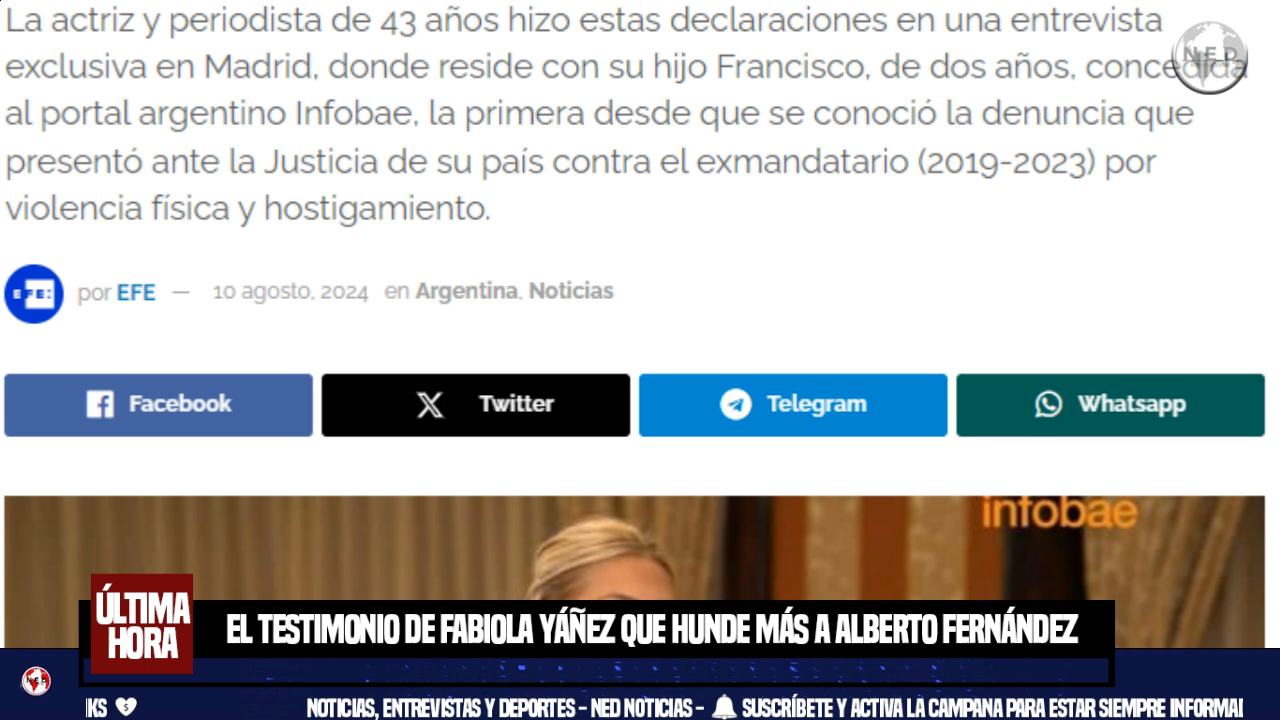 La actriz y periodista de 43 años hizo estas declaraciones en una entrevista
exclusiva en Madrid, donde reside con su hijo Francisco, de dos años, concedida
al portal argentino Infobae, la primera desde que se conoció la denuncia que
presentó ante la Justicia de su país contra el exmandatario (2019-2023) por
violencia física y hostigamiento.
NED
EFE:
por EFE — 10 agosto, 2024 en Argentina, Noticias
Facebook
Twitter
Telegram
Whatsapp
infobae
ÚLTIMA
HORA
EL TESTIMONIO DE FABIOLA YÁÑEZ QUE HUNDE MÁS A ALBERTO FERNÁNDEZ
NED
NOTICIAS, ENTREVISTAS Y DEPORTES - NED NOTICIAS - SUSCRÍBETE Y ACTIVA LA CAMPANA PARA ESTAR SIEMPRE